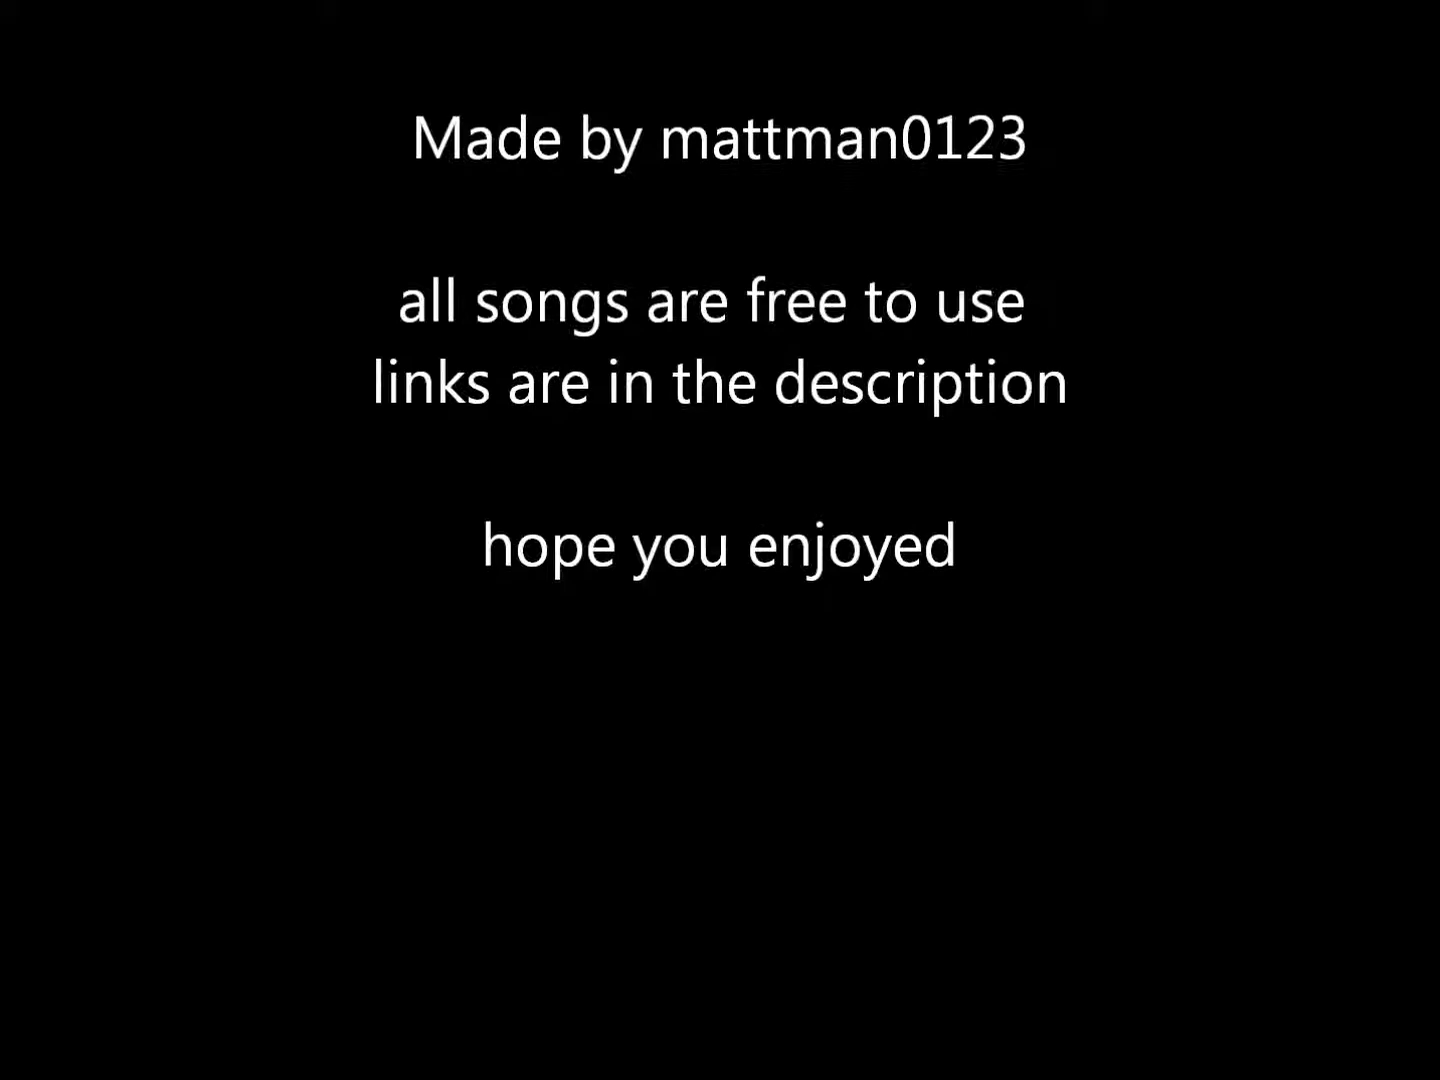 Made by mattman0123
all songs are free to use
links are in the description
hope you enjoyed